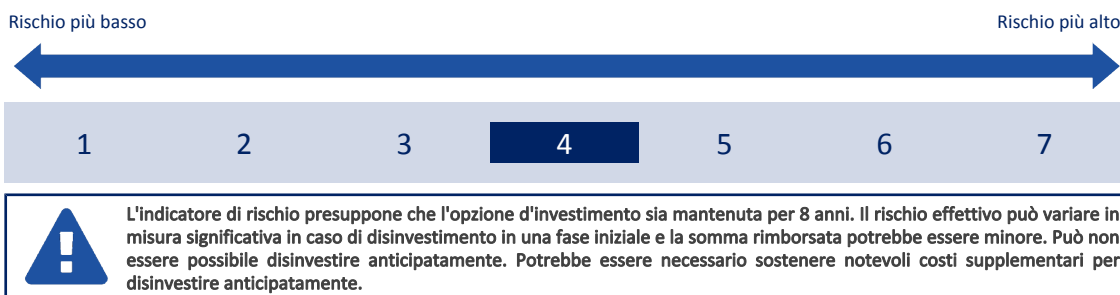 Rischio più basso Rischio più alto
1 2 3 4 5 6 7
L'indicatore di rischio presuppone che l'opzione d'investimento sia mantenuta per 8 anni. Il rischio effettivo può variare in
misura significativa in caso di disinvestimento in una fase iniziale e la somma rimborsata potrebbe essere minore. Può non
essere possibile disinvestire anticipatamente. Potrebbe essere necessario sostenere notevoli costi supplementari per
disinvestire anticipatamente.